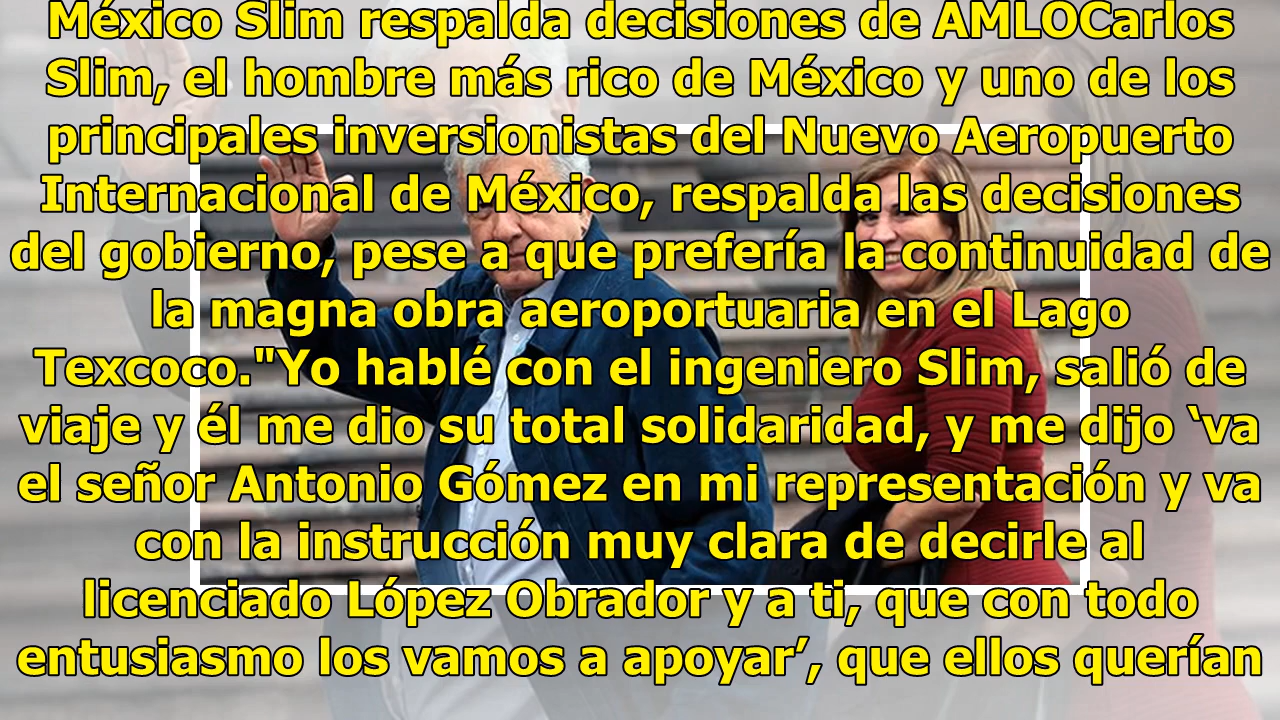 México Slim respalda decisiones de AMLOCarlos
Slim, el hombre más rico de México y uno de los
principales inversionistas del Nuevo Aeropuerto
Internacional de México, respalda las decisiones
del gobierno, pese a que prefería la continuidad de
la magna obra aeroportuaria en el Lago
Texcoco."Yo hablé con el ingeniero Slim, salió de
viaje y él me dio su total solidaridad, y me dijo ‘va
el señor Antonio Gómez en mi representación y va
con la instrucción muy clara de decirle al
licenciado López Obrador y a ti, que con todo
entusiasmo los vamos a apoyar’, que ellos querían